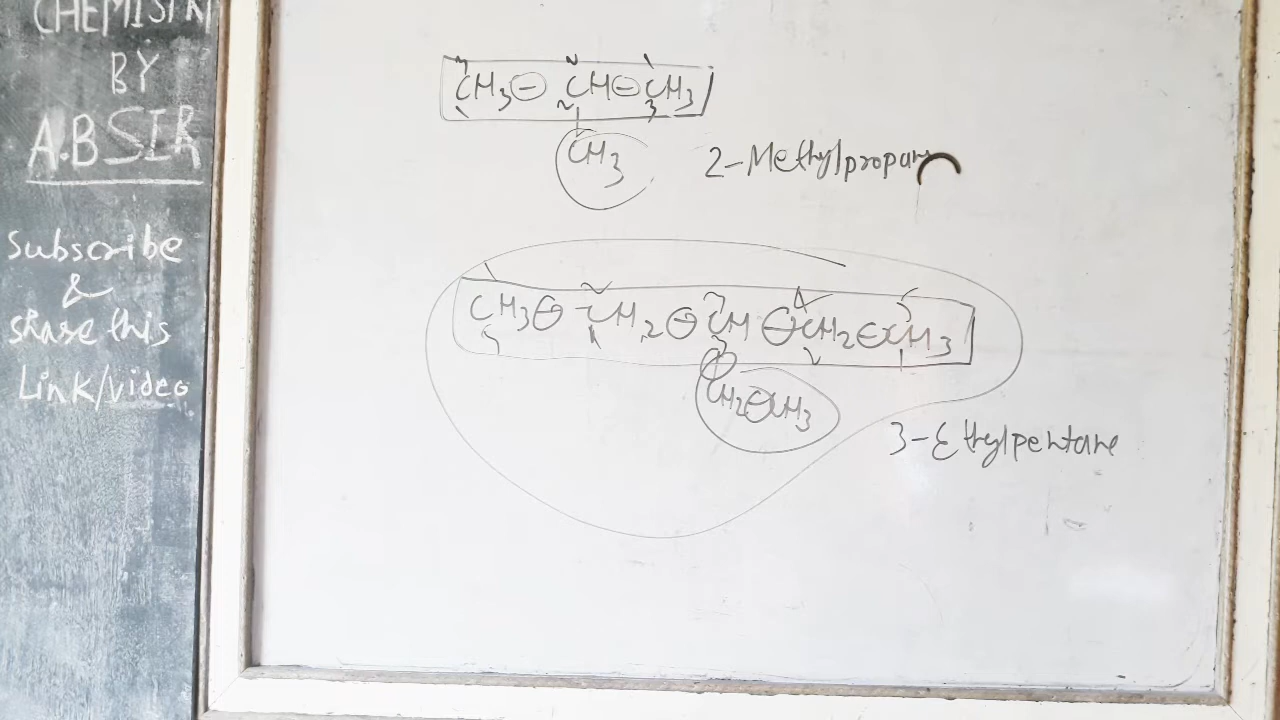 CHEMISTRY
BY
A.B SIR
Subscribe
&
share this
Link/video
CH3-CH-CH3
CH3
2-Methylpropan
CH3-CH2-CH-CH2-CH3
CH2-CH3
3-Ethylpentane